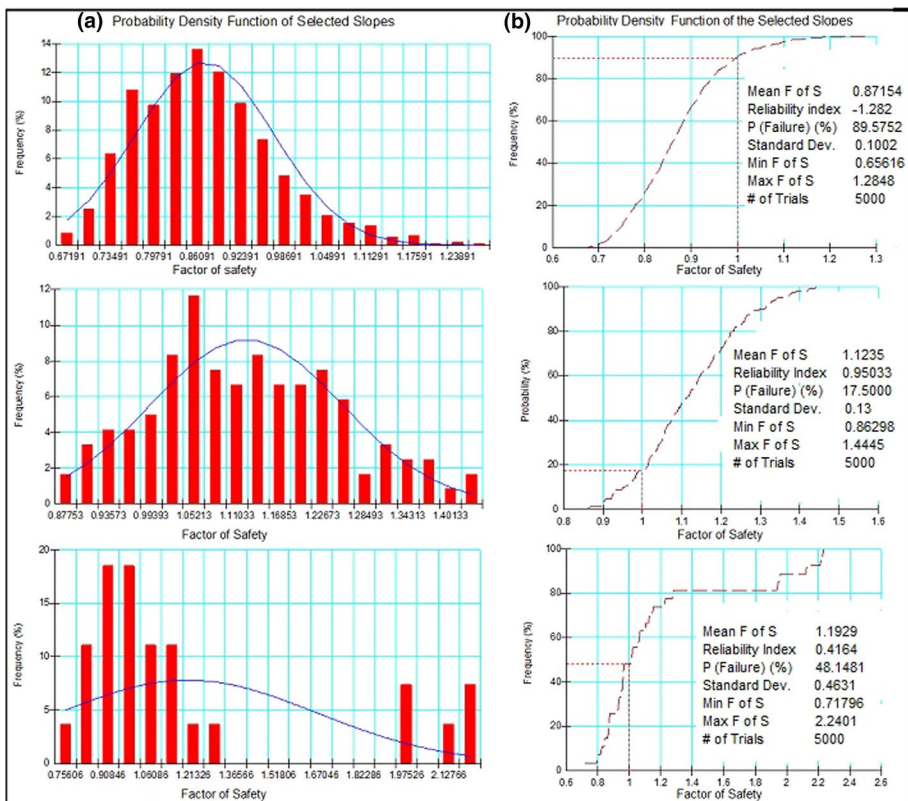 (a)
Probability Density Function of Selected Slopes
Frequency (%)
14
12
10
8
6
4
2
0
0.67191 0.73491 0.79791 0.86091 0.92391 0.98691 1.04991 1.11291 1.17591 1.23891
Factor of safety
12
10
8
6
4
2
0
Frequency (%)
0.87753 0.93573 0.99393 1.05213 1.11033 1.16853 1.22673 1.28493 1.34313 1.40133
Factor of Safety
20
15
10
5
0
Frequency (%)
0.75606 0.90846 1.06086 1.21326 1.36566 1.51806 1.67046 1.82286 1.97526 2.12766
Factor of Safety
(b)
Probability Density Function of the Selected Slopes
100
80
60
40
20
0
Frequency (%)
Mean F of S 0.87154
Reliability index -1.282
P (Failure) (%) 89.5752
Standard Dev. 0.1002
Min F of S 0.65616
Max F of S 1.2848
# of Trials 5000
0.6 0.7 0.8 0.9 1 1.1 1.2 1.3
Factor of Safety
100
80
60
40
20
0
Probability (%)
Mean F of S 1.1235
Reliability Index 0.95033
P (Failure) (%) 17.5000
Standard Dev. 0.13
Min F of S 0.86298
Max F of S 1.4445
# of Trials 5000
0.8 0.9 1 1.1 1.2 1.3 1.4 1.5 1.6
Factor of Safety
100
80
60
40
20
0
Frequency (%)
Mean F of S 1.1929
Reliability Index 0.4164
P (Failure) (%) 48.1481
Standard Dev. 0.4631
Min F of S 0.71796
Max F of S 2.2401
# of Trials 5000
0.6 0.8 1 1.2 1.4 1.6 1.8 2 2.2 2.4 2.6
Factor of Safety